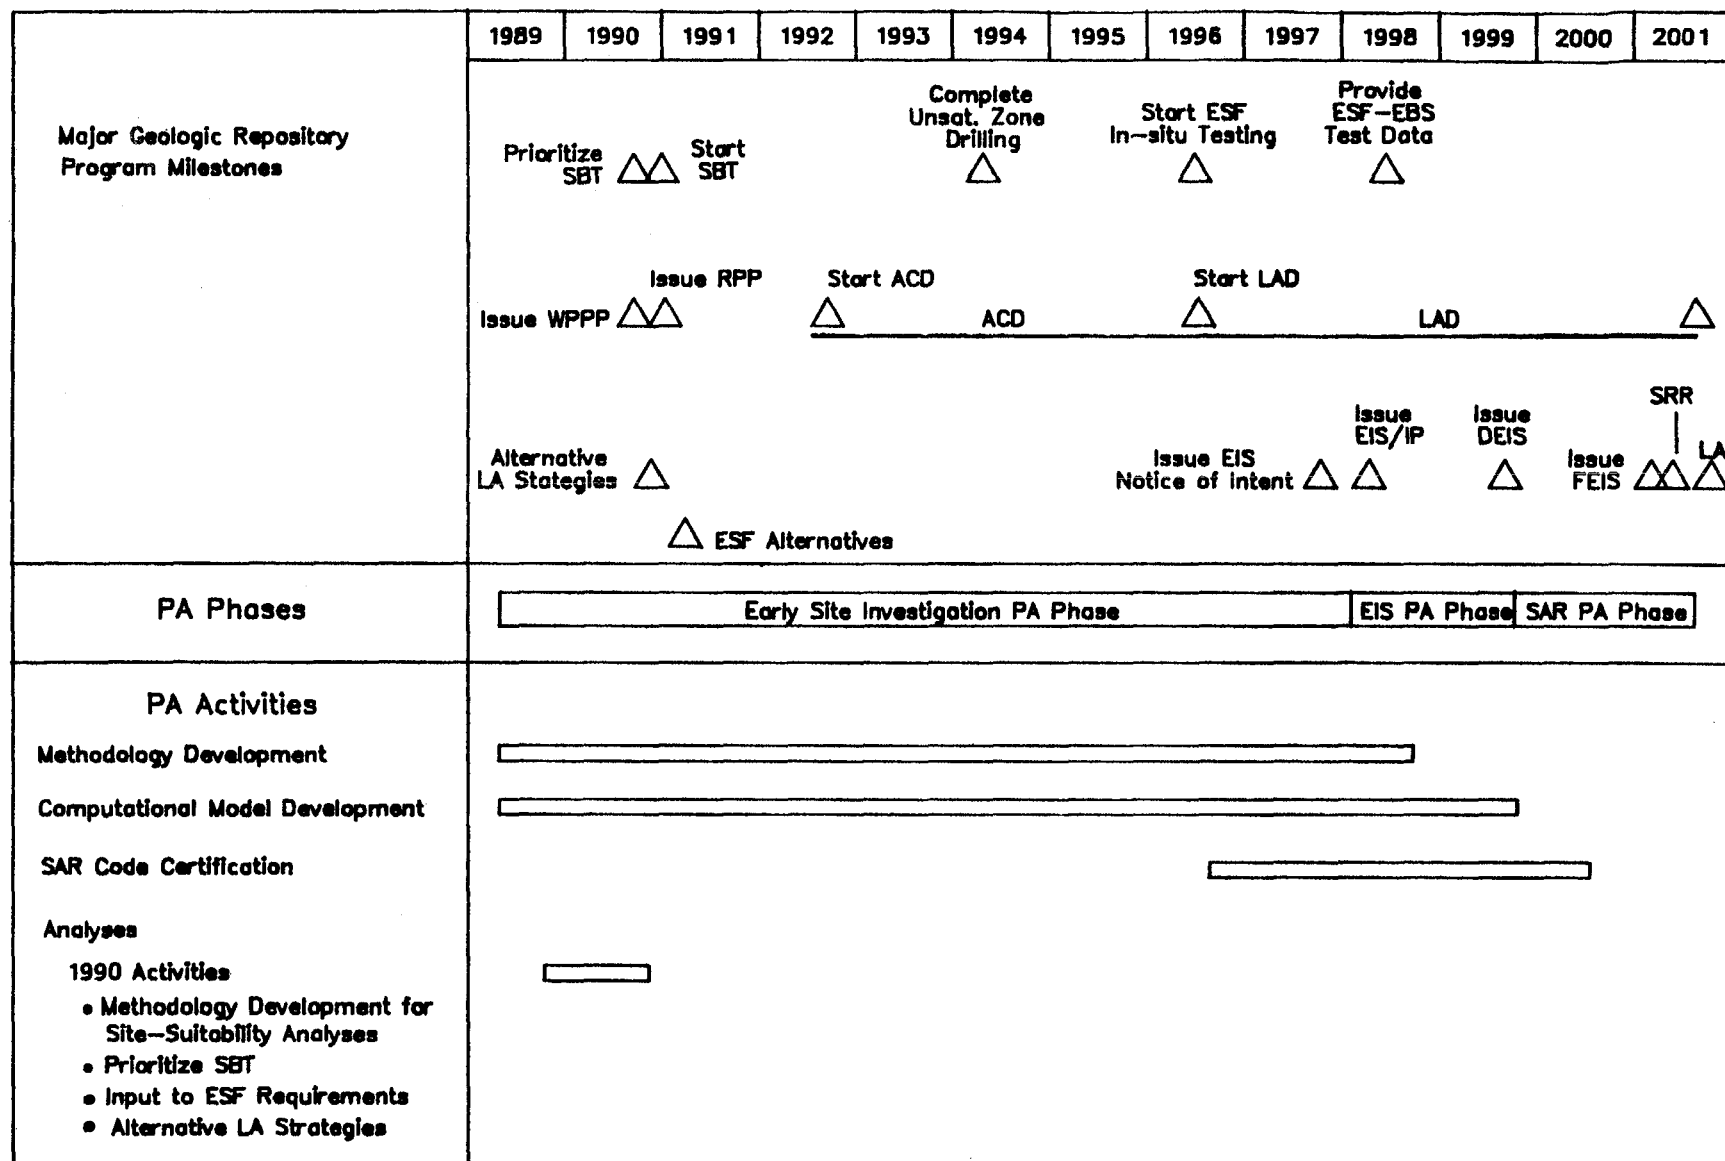 1989 1990 1991 1992 1993 1994 1995 1996 1997 1998 1999 2000 2001
Major Geologic Repository
Program Milestones
Prioritize
SBT
Start
SBT
Complete
Unsat. Zone
Drilling
Start ESF
In-situ Testing
Provide
ESF-EBS
Test Data
Issue WPPP
Issue RPP
Start ACD
ACD
Start LAD
LAD
Alternative
LA Stategies
ESF Alternatives
Issue EIS
Notice of intent
Issue
EIS/IP
Issue
DEIS
Issue
FEIS
SRR
LA
PA Phases
Early Site Investigation PA Phase
EIS PA Phase
SAR PA Phase
PA Activities
Methodology Development
Computational Model Development
SAR Code Certification
Analyses
1990 Activities
• Methodology Development for
Site-Suitability Analyses
• Prioritize SBT
• Input to ESF Requirements
• Alternative LA Strategies